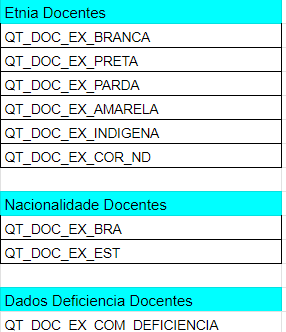 Etnia Docentes
QT_DOC_EX_BRANCA
QT_DOC_EX_PRETA
QT_DOC_EX_PARDA
QT_DOC_EX_AMARELA
QT_DOC_EX_INDIGENA
QT_DOC_EX_COR_ND
Nacionalidade Docentes
QT_DOC_EX_BRA
QT_DOC_EX_EST
Dados Deficiencia Docentes
QT_DOC_EX_COM_DEFICIENCIA